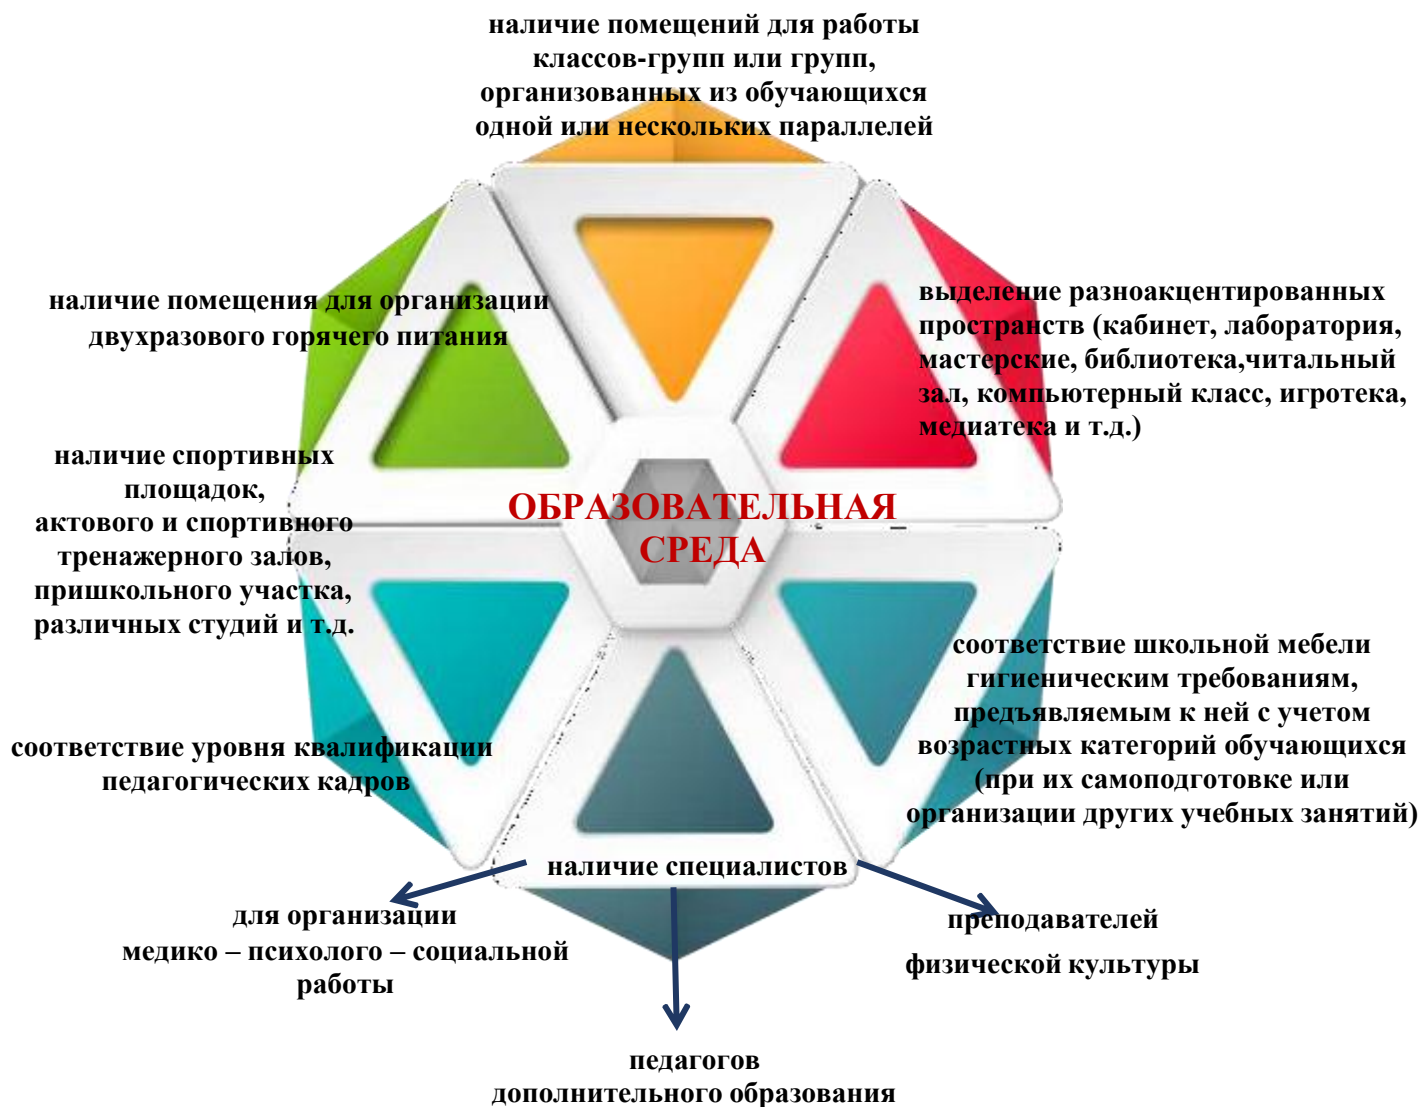 наличие помещений для работы
классов-групп или групп,
организованных из обучающихся
одной или нескольких параллелей
наличие помещения для организации
двухразового горячего питания
выделение разноакцентированных
пространств (кабинет, лаборатория,
мастерские, библиотека,читальный
зал, компьютерный класс, игротека,
медиатека и т.д.)
наличие спортивных
площадок,
актового и спортивного
тренажерного залов,
пришкольного участка,
различных студий и т.д.
ОБРАЗОВАТЕЛЬНАЯ
СРЕДА
соответствие школьной мебели
гигиеническим требованиям,
предъявляемым к ней с учетом
возрастных категорий обучающихся
(при их самоподготовке или
организации других учебных занятий)
соответствие уровня квалификации
педагогических кадров
наличие специалистов
для организации
медико – психолого – социальной
работы
преподавателей
физической культуры
педагогов
дополнительного образования